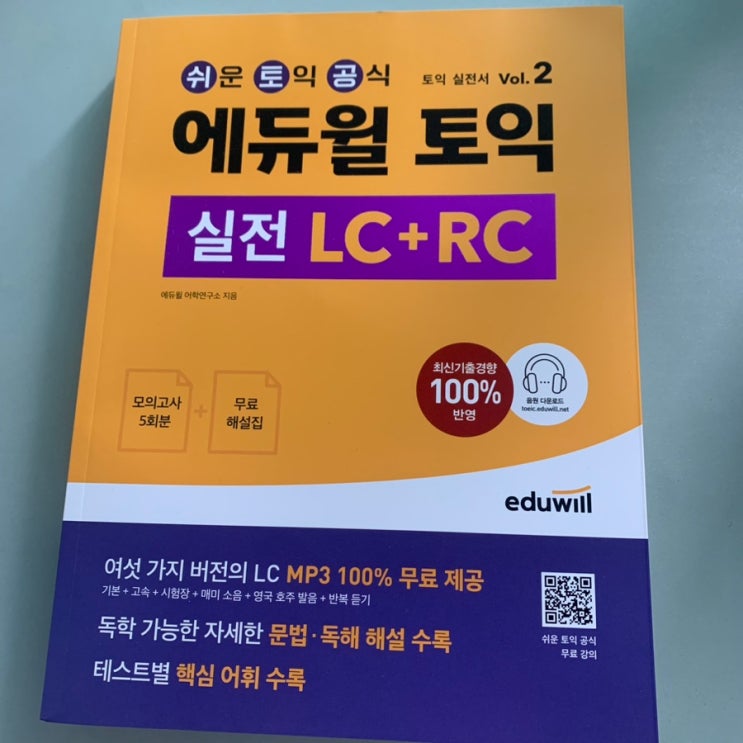 쉬운 토익 공식
토익 실전서 Vol.2
에듀윌 토익
실전 LC+RC
에듀윌 어학연구소 지음
모의고사
5회분
+
무료
해설집
최신기출경향
100%
반영
음원 다운로드
toeic.eduwill.net
eduwill
여섯 가지 버전의 LC MP3 100% 무료 제공
기본 + 고속 + 시험장 + 매미 소음 + 영국 호주 발음 + 반복 듣기
독학 가능한 자세한 문법·독해 해설 수록
테스트별 핵심 어휘 수록
쉬운 토익 공식
무료 강의